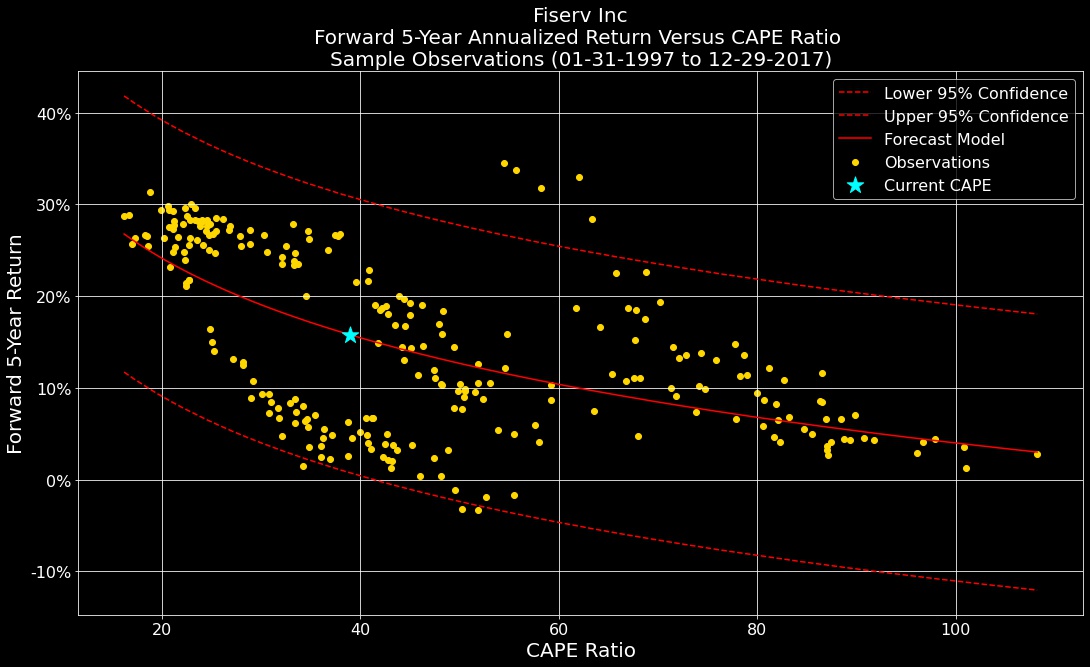 Fiserv Inc
Forward 5-Year Annualized Return Versus CAPE Ratio
Sample Observations (01-31-1997 to 12-29-2017)
Lower 95% Confidence
Upper 95% Confidence
Forecast Model
Observations
Current CAPE
Forward 5-Year Return
40%
30%
20%
10%
0%
-10%
20 40 60 80 100
CAPE Ratio